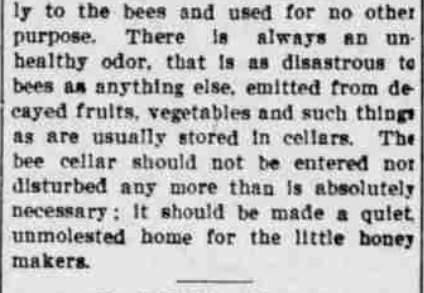 ly to the bees and used for no other
purpose. There is always an un-
healthy odor, that is as disastrous to
bees as anything else, emitted from de-
cayed fruits, vegetables and such things
as are usually stored in cellars. The
bee cellar should not be entered nor
disturbed any more than is absolutely
necessary; it should be made a quiet,
unmolested home for the little honey
makers.